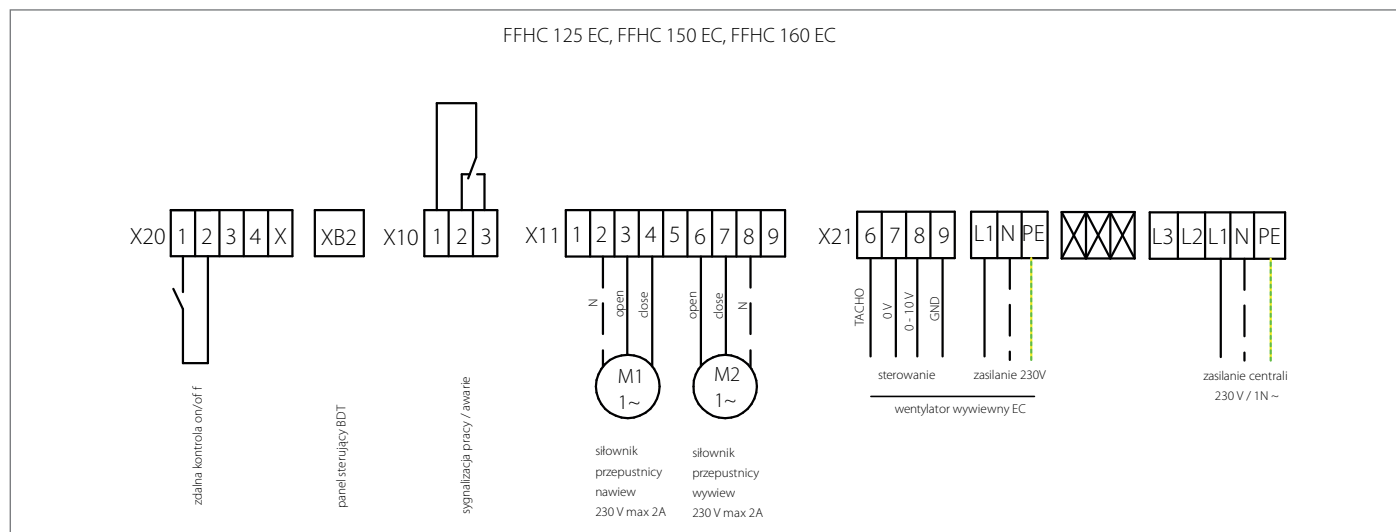 FFHC 125 EC, FFHC 150 EC, FFHC 160 EC
X20 1 2 3 4 X
XB2
X10 1 2 3
X11 1 2 3 4 5 6 7 8 9
X21 6 7 8 9
L1 N PE
L3 L2 L1 N PE
N
open
close
open
close
N
TACHO
0 V
0 - 10 V
GND
M1
1~
M2
1~
sterowanie
zasilanie 230V
wentylator wywiewny EC
zasilanie centrali
230 V / 1N ~
zdalna kontrola on/of f
panel sterujący BDT
sygnalizacja pracy / awarie
siłownik
przepustnicy
nawiew
230 V max 2A
siłownik
przepustnicy
wywiew
230 V max 2A